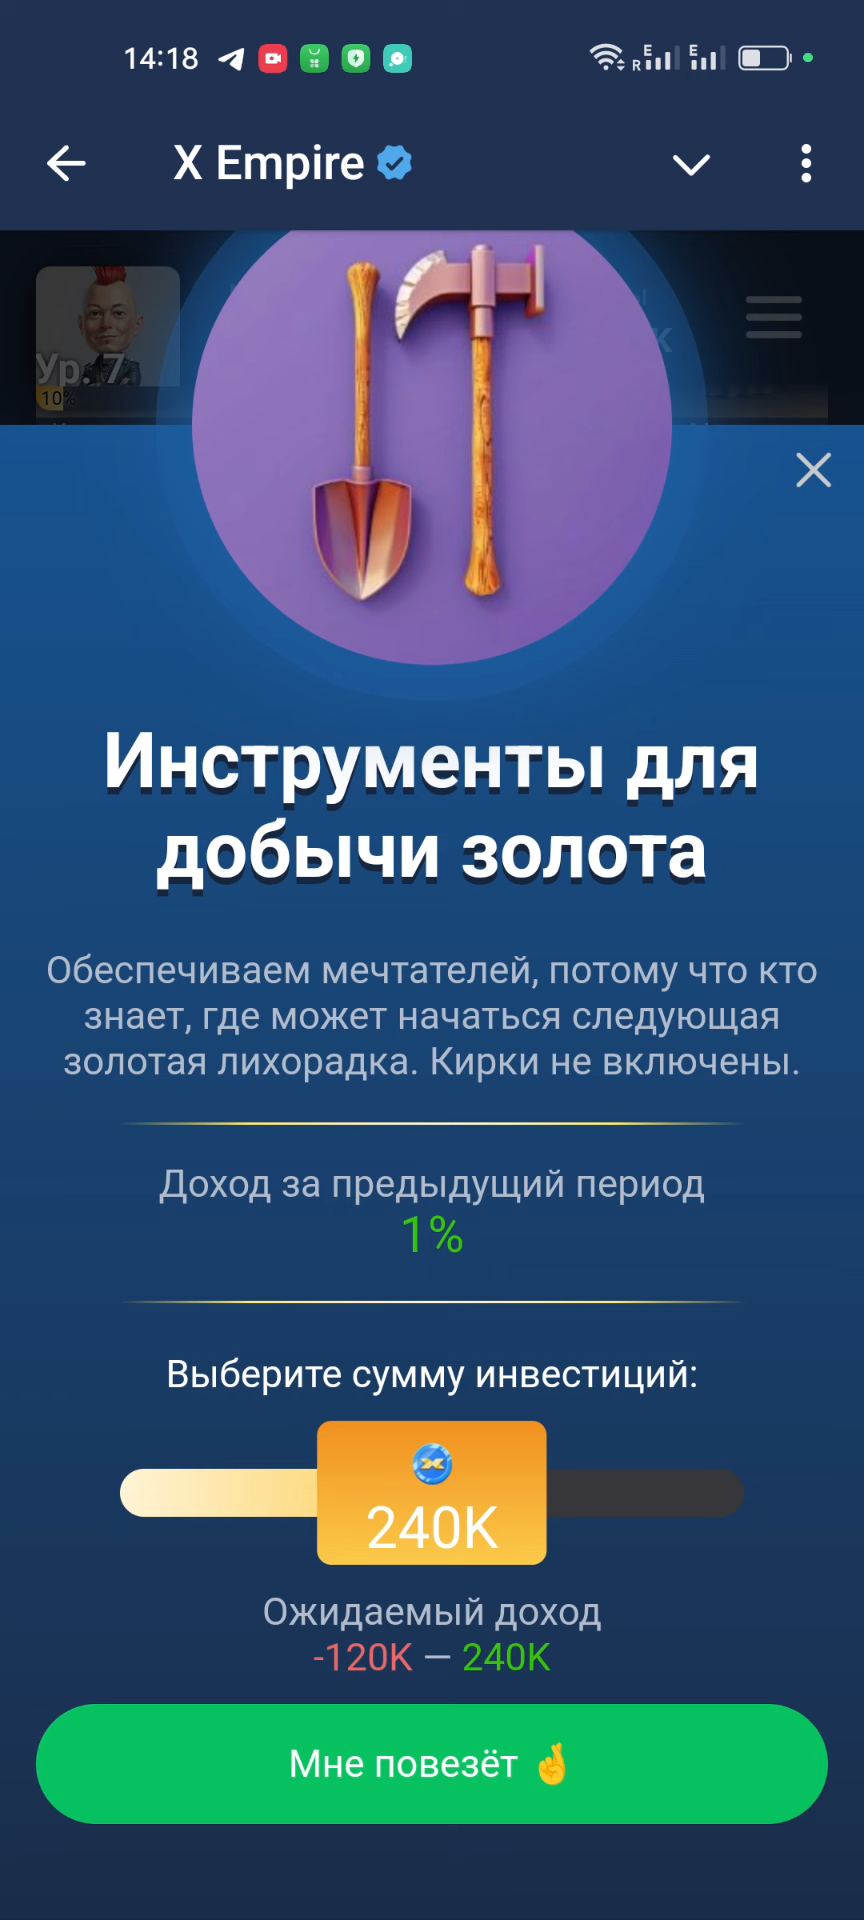 14:18
X Empire
Ур. 7
10%
Инструменты для
добычи золота
Обеспечиваем мечтателей, потому что кто
знает, где может начаться следующая
золотая лихорадка. Кирки не включены.
Доход за предыдущий период
1%
Выберите сумму инвестиций:
240K
Ожидаемый доход
-120K — 240K
Мне повезёт 🤞